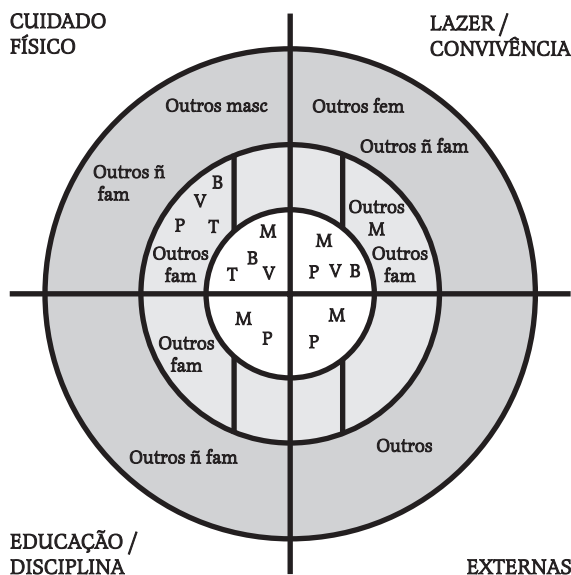 CUIDADO
FÍSICO
LAZER /
CONVIVÊNCIA
Outros masc
Outros fem
Outros ñ
fam
Outros ñ fam
B
V
P T
Outros
fam
Outros
M
Outros
fam
M
B
T V
M
P V B
M
P
M
P
Outros
fam
Outros ñ fam
Outros
EDUCAÇÃO /
DISCIPLINA
EXTERNAS